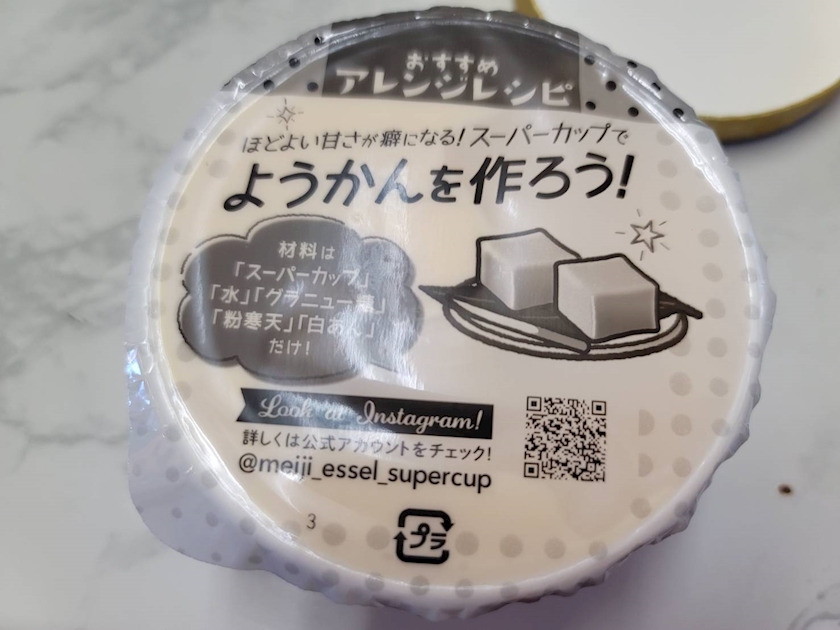 おすすめ
アレンジレシピ
ほどよい甘さが癖になる!スーパーカップで
ようかんを作ろう!
材料は
「スーパーカップ」
「水」「グラニュー糖」
「粉寒天」「白あん」
だけ!
Look at Instagram!
詳しくは公式アカウントをチェック!
@meiji_essel_supercup
3
プラ